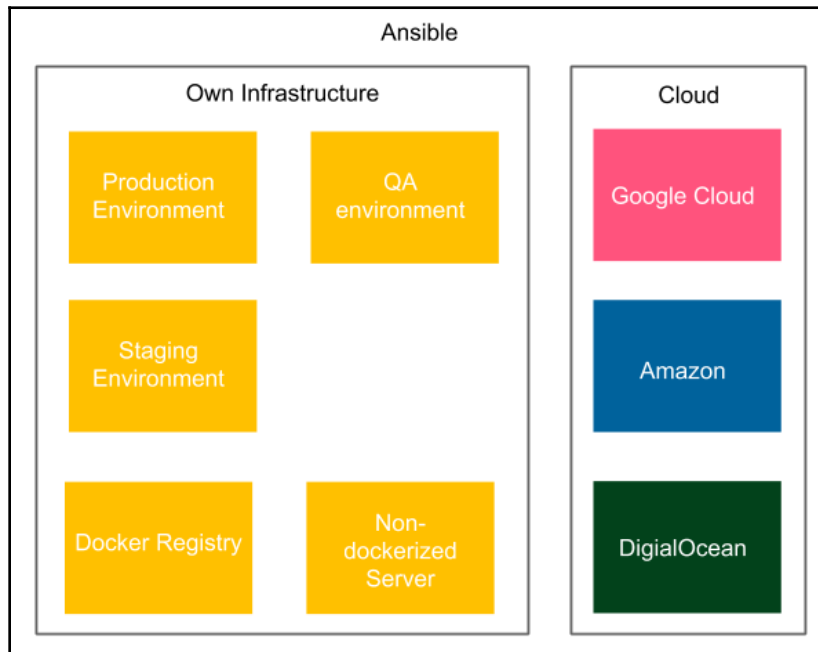 Ansible
Own Infrastructure
Production
Environment
QA
environment
Staging
Environment
Docker Registry
Non-
dockerized
Server
Cloud
Google Cloud
Amazon
DigialOcean